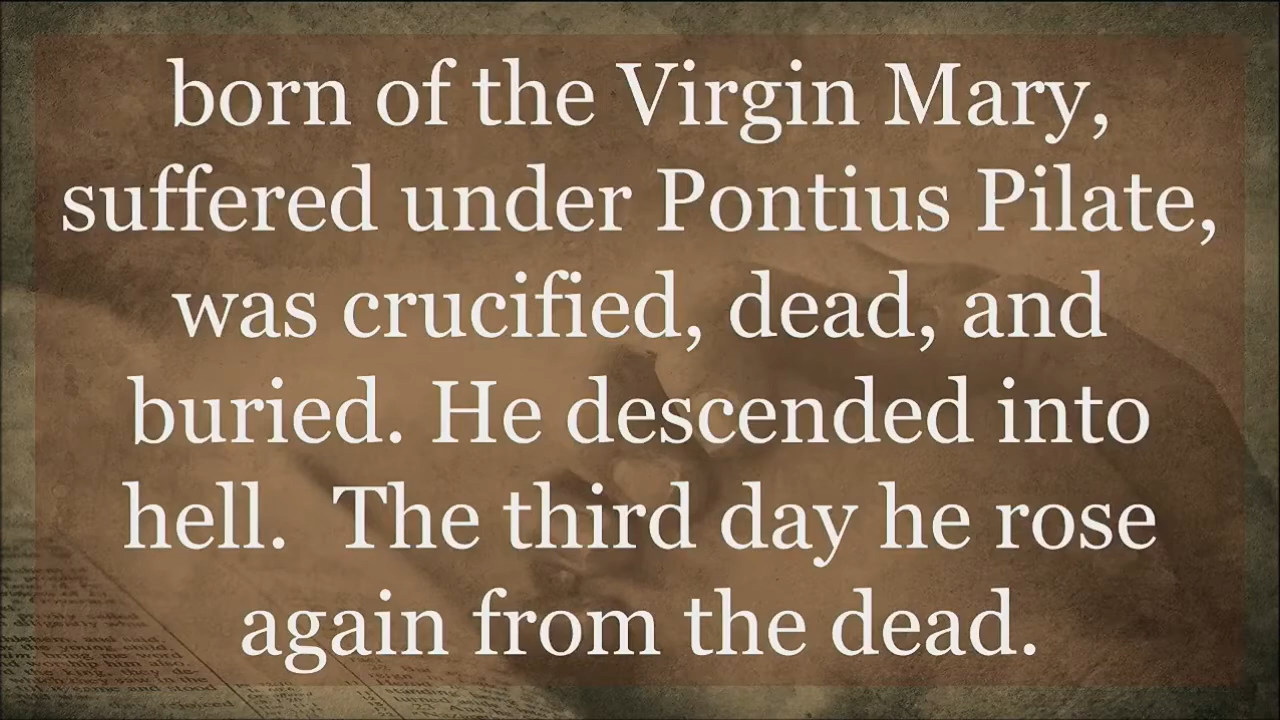 born of the Virgin Mary,
suffered under Pontius Pilate,
was crucified, dead, and
buried. He descended into
hell. The third day he rose
again from the dead.